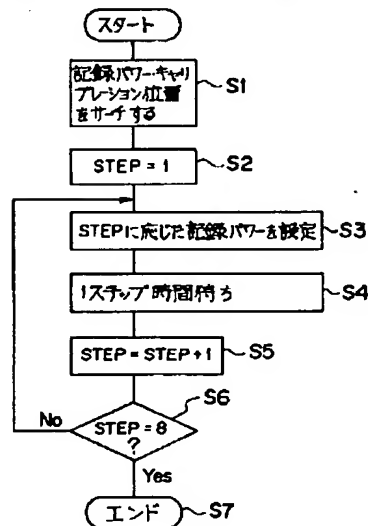 スタート
記録パワー・キャリ
ブレーション位置
をサーチする
S1
STEP = 1
S2
STEPに応じた記録パワーを設定
S3
1ステップ時間待ち
S4
STEP = STEP + 1
S5
STEP = 8
?
S6
No
Yes
エンド
S7